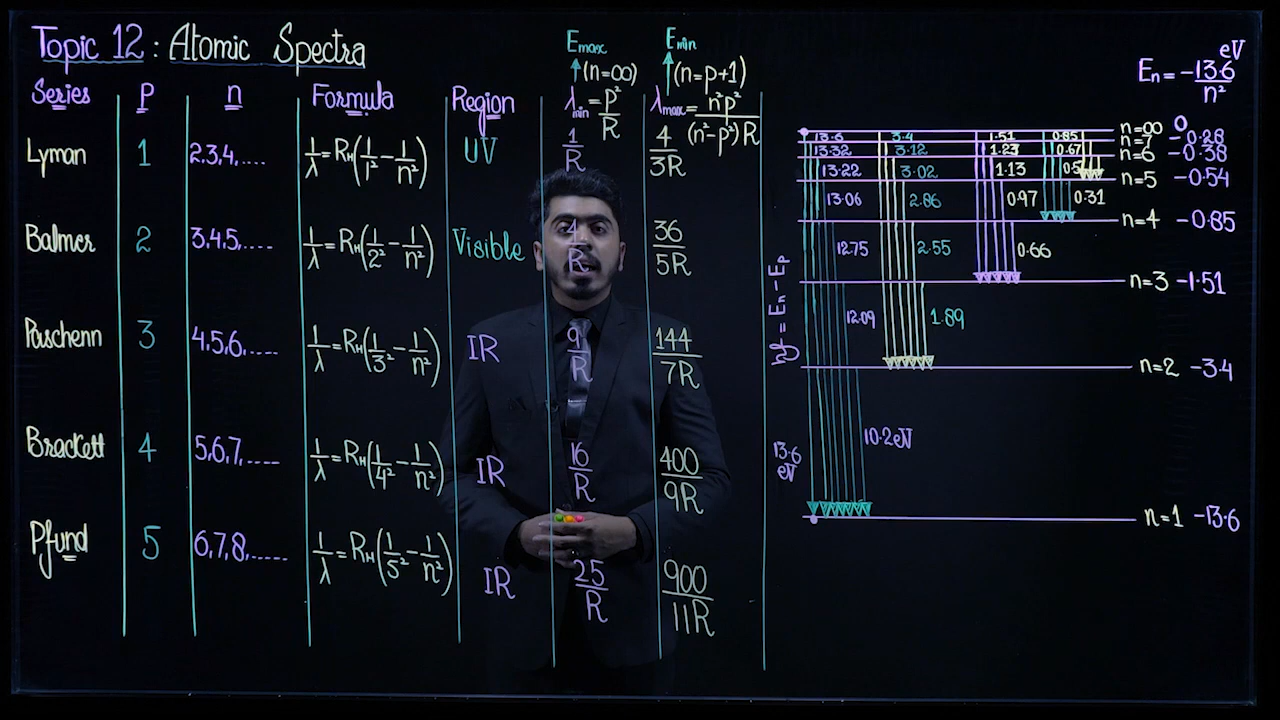 Topic 12 : Atomic Spectra
Series P n Formula Region
Emax
(n=∞)
λmin = p²/R
Emin
(n=p+1)
λmax = n²p²/(n²-p²)R
Lyman 1 2,3,4,.... 1/λ=RH(1/1²-1/n²) UV 1/R 4/3R
Balmer 2 3,4,5,.... 1/λ=RH(1/2²-1/n²) Visible 4/R 36/5R
Paschenn 3 4,5,6,..... 1/λ=RH(1/3²-1/n²) IR 9/R 144/7R
Brackett 4 5,6,7,..... 1/λ=RH(1/4²-1/n²) IR 16/R 400/9R
Pfund 5 6,7,8,...... 1/λ=RH(1/5²-1/n²) IR 25/R 900/11R
eV
En = -13.6/n²
13.6 3.4 1.51 0.85 n=∞ 0
n=7 -0.28
13.32 3.12 1.23 0.67 n=6 -0.38
13.22 3.02 1.13 n=5 -0.54
13.06 2.86 0.97 0.31
n=4 -0.85
12.75 2.55 0.66
hf = En - Ep
n=3 -1.51
12.09 1.89
n=2 -3.4
10.2eV
13.6
eV
n=1 -13.6